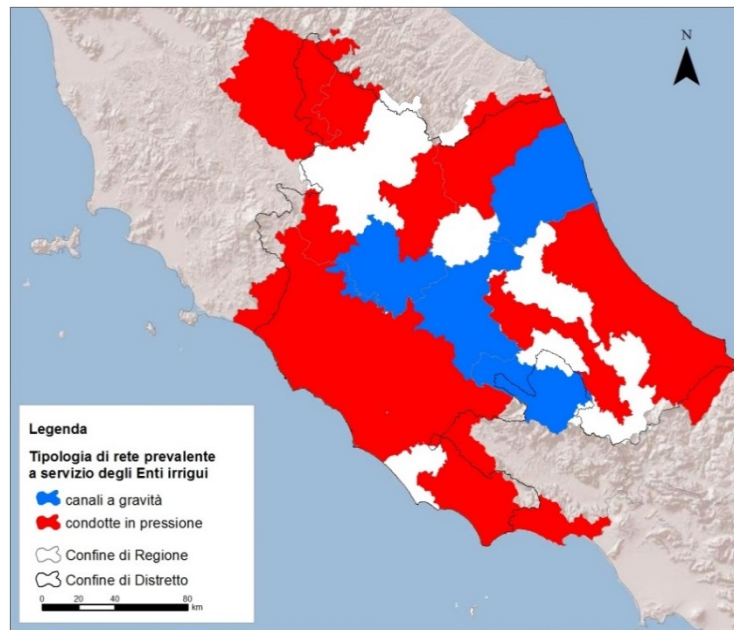 N
Legenda
Tipologia di rete prevalente
a servizio degli Enti irrigui
canali a gravità
condotte in pressione
Confine di Regione
Confine di Distretto
0 20 40 80
km